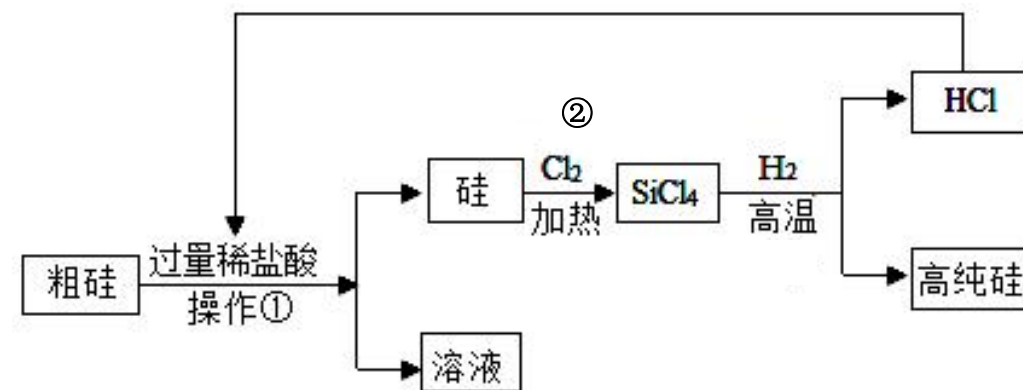 HCl
②
硅
Cl₂
加热
SiCl₄
H₂
高温
粗硅
过量稀盐酸
操作①
高纯硅
溶液